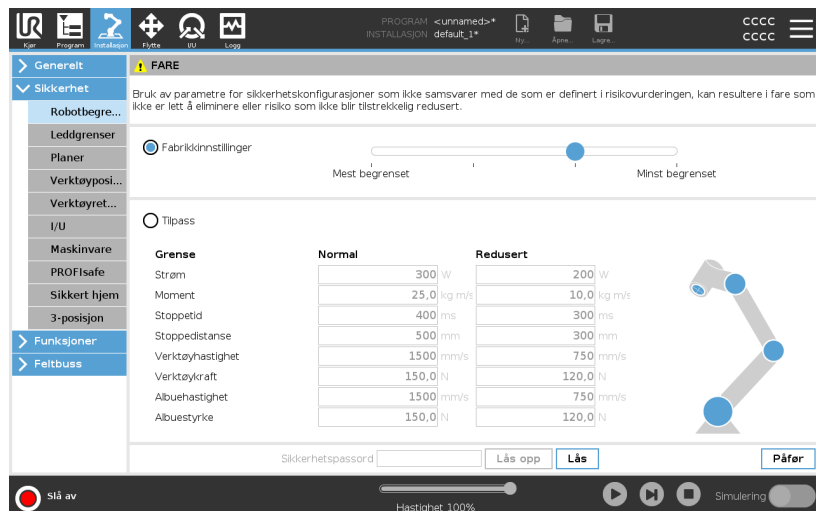 UR
Kjør
Program
Installasjon
Flytte
I/U
Logg
PROGRAM <unnamed>*
INSTALLASJON default_1*
Ny...
Åpne...
Lagre...
CCCC
CCCC
Generelt
Sikkerhet
Robotbegre...
Leddgrenser
Planer
Verktøyposi...
Verktøyret...
I/U
Maskinvare
PROFIsafe
Sikkert hjem
3-posisjon
Funksjoner
Feltbuss
FARE
Bruk av parametre for sikkerhetskonfigurasjoner som ikke samsvarer med de som er definert i risikovurderingen, kan resultere i fare som
ikke er lett å eliminere eller risiko som ikke blir tilstrekkelig redusert.
Fabrikkinnstillinger
Mest begrenset Minst begrenset
Tilpass
Grense Normal Redusert
Strøm 300 W 200 W
Moment 25,0 kg m/s 10,0 kg m/s
Stoppetid 400 ms 300 ms
Stoppedistanse 500 mm 300 mm
Verktøyhastighet 1500 mm/s 750 mm/s
Verktøykraft 150,0 N 120,0 N
Albuehastighet 1500 mm/s 750 mm/s
Albuestyrke 150,0 N 120,0 N
Sikkerhetspassord Lås opp Lås Påfør
Slå av
Hastighet 100%
Simulering